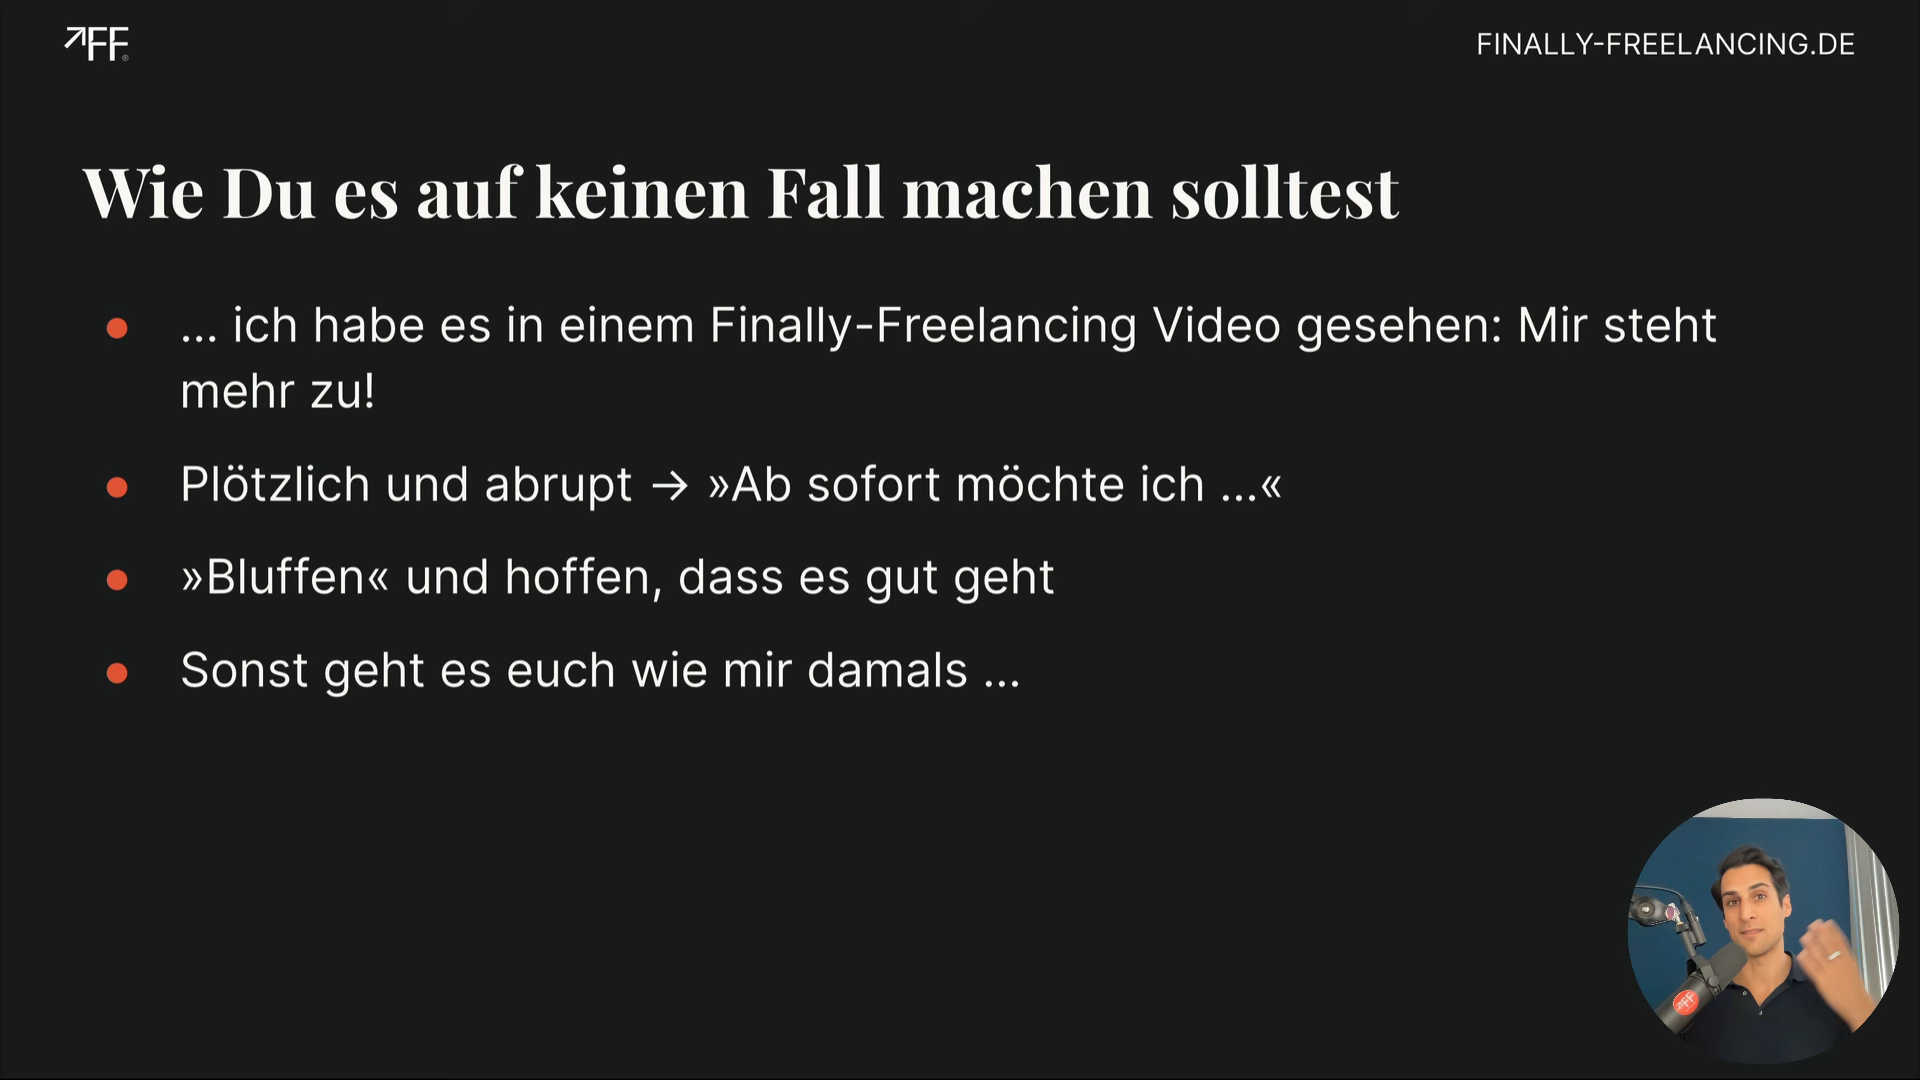 FF
FINALLY-FREELANCING.DE
Wie Du es auf keinen Fall machen solltest
... ich habe es in einem Finally-Freelancing Video gesehen: Mir steht
mehr zu!
Plötzlich und abrupt → »Ab sofort möchte ich ...«
»Bluffen« und hoffen, dass es gut geht
Sonst geht es euch wie mir damals ...
FF